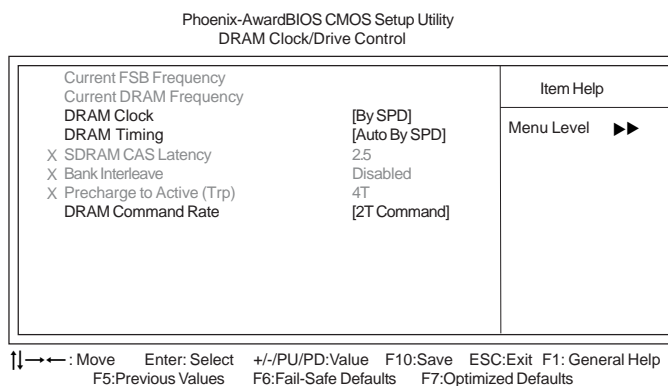 Phoenix-AwardBIOS CMOS Setup Utility
DRAM Clock/Drive Control
Current FSB Frequency
Current DRAM Frequency
DRAM Clock [By SPD]
DRAM Timing [Auto By SPD]
X SDRAM CAS Latency 2.5
X Bank Interleave Disabled
X Precharge to Active (Trp) 4T
DRAM Command Rate [2T Command]
Item Help
Menu Level ▶▶
↑↓→←: Move Enter: Select +/-/PU/PD:Value F10:Save ESC:Exit F1: General Help
F5:Previous Values F6:Fail-Safe Defaults F7:Optimized Defaults